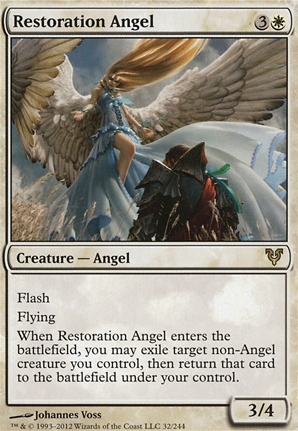 Restoration Angel 3
Creature — Angel
Flash
Flying
When Restoration Angel enters the
battlefield, you may exile target non-Angel
creature you control, then return that card
to the battlefield under your control.
3/4
Johannes Voss
™ & © 1993–2012 Wizards of the Coast LLC 32/244